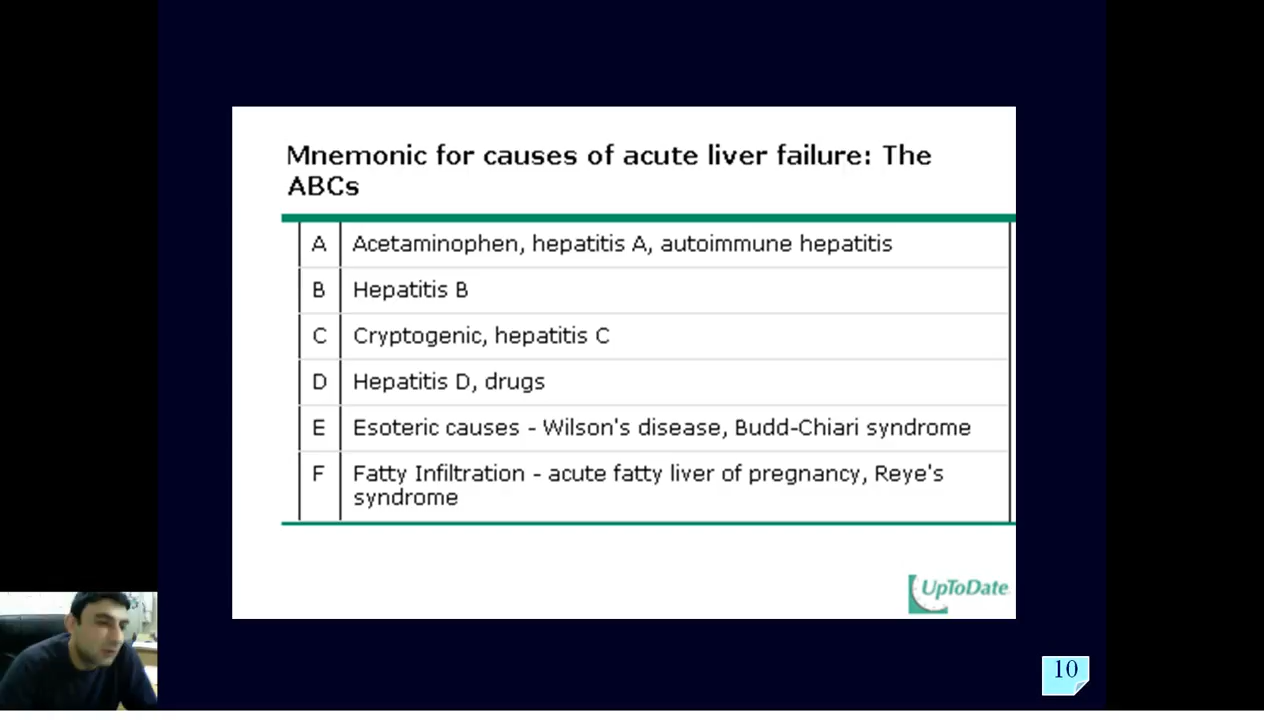 Mnemonic for causes of acute liver failure: The
ABCs
A Acetaminophen, hepatitis A, autoimmune hepatitis
B Hepatitis B
C Cryptogenic, hepatitis C
D Hepatitis D, drugs
E Esoteric causes - Wilson's disease, Budd-Chiari syndrome
F Fatty Infiltration - acute fatty liver of pregnancy, Reye's
syndrome
UpToDate
10